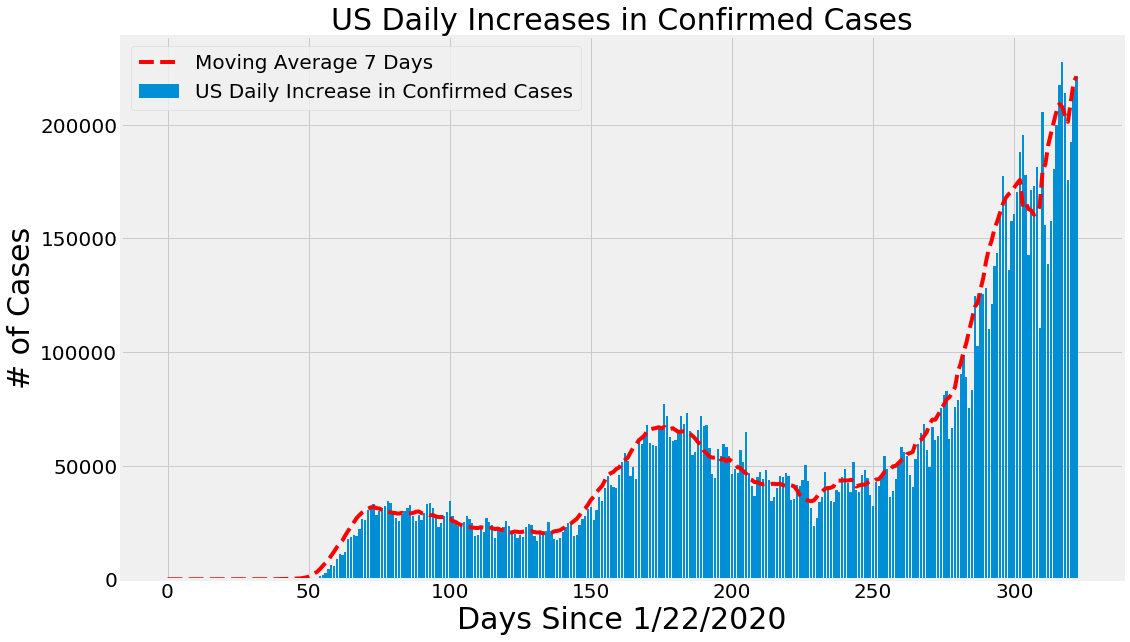 US Daily Increases in Confirmed Cases
Moving Average 7 Days
US Daily Increase in Confirmed Cases
200000
150000
100000
50000
0
# of Cases
0 50 100 150 200 250 300
Days Since 1/22/2020